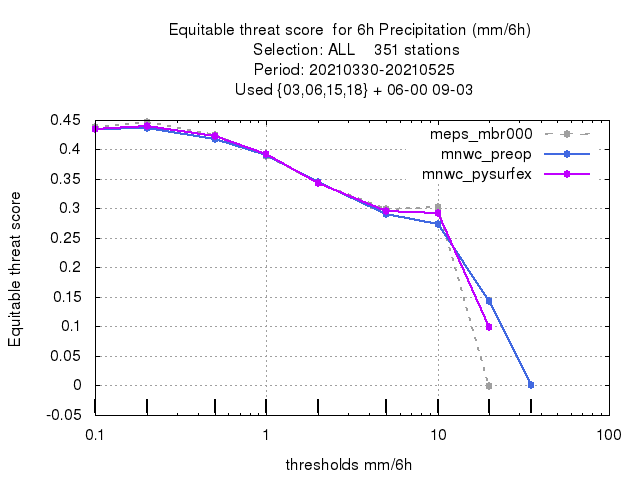 Equitable threat score  for 6h Precipitation (mm/6h)
Selection: ALL    351 stations
Period: 20210330-20210525
Used {03,06,15,18} + 06-00 09-03
meps_mbr000
mnwc_preop
mnwc_pysurfex
Equitable threat score
0.45
0.4
0.35
0.3
0.25
0.2
0.15
0.1
0.05
0
-0.05
0.1
1
10
100
thresholds mm/6h